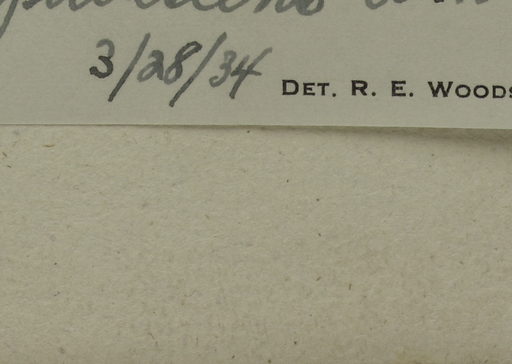 3/28/34 DET. R. E. WOODS